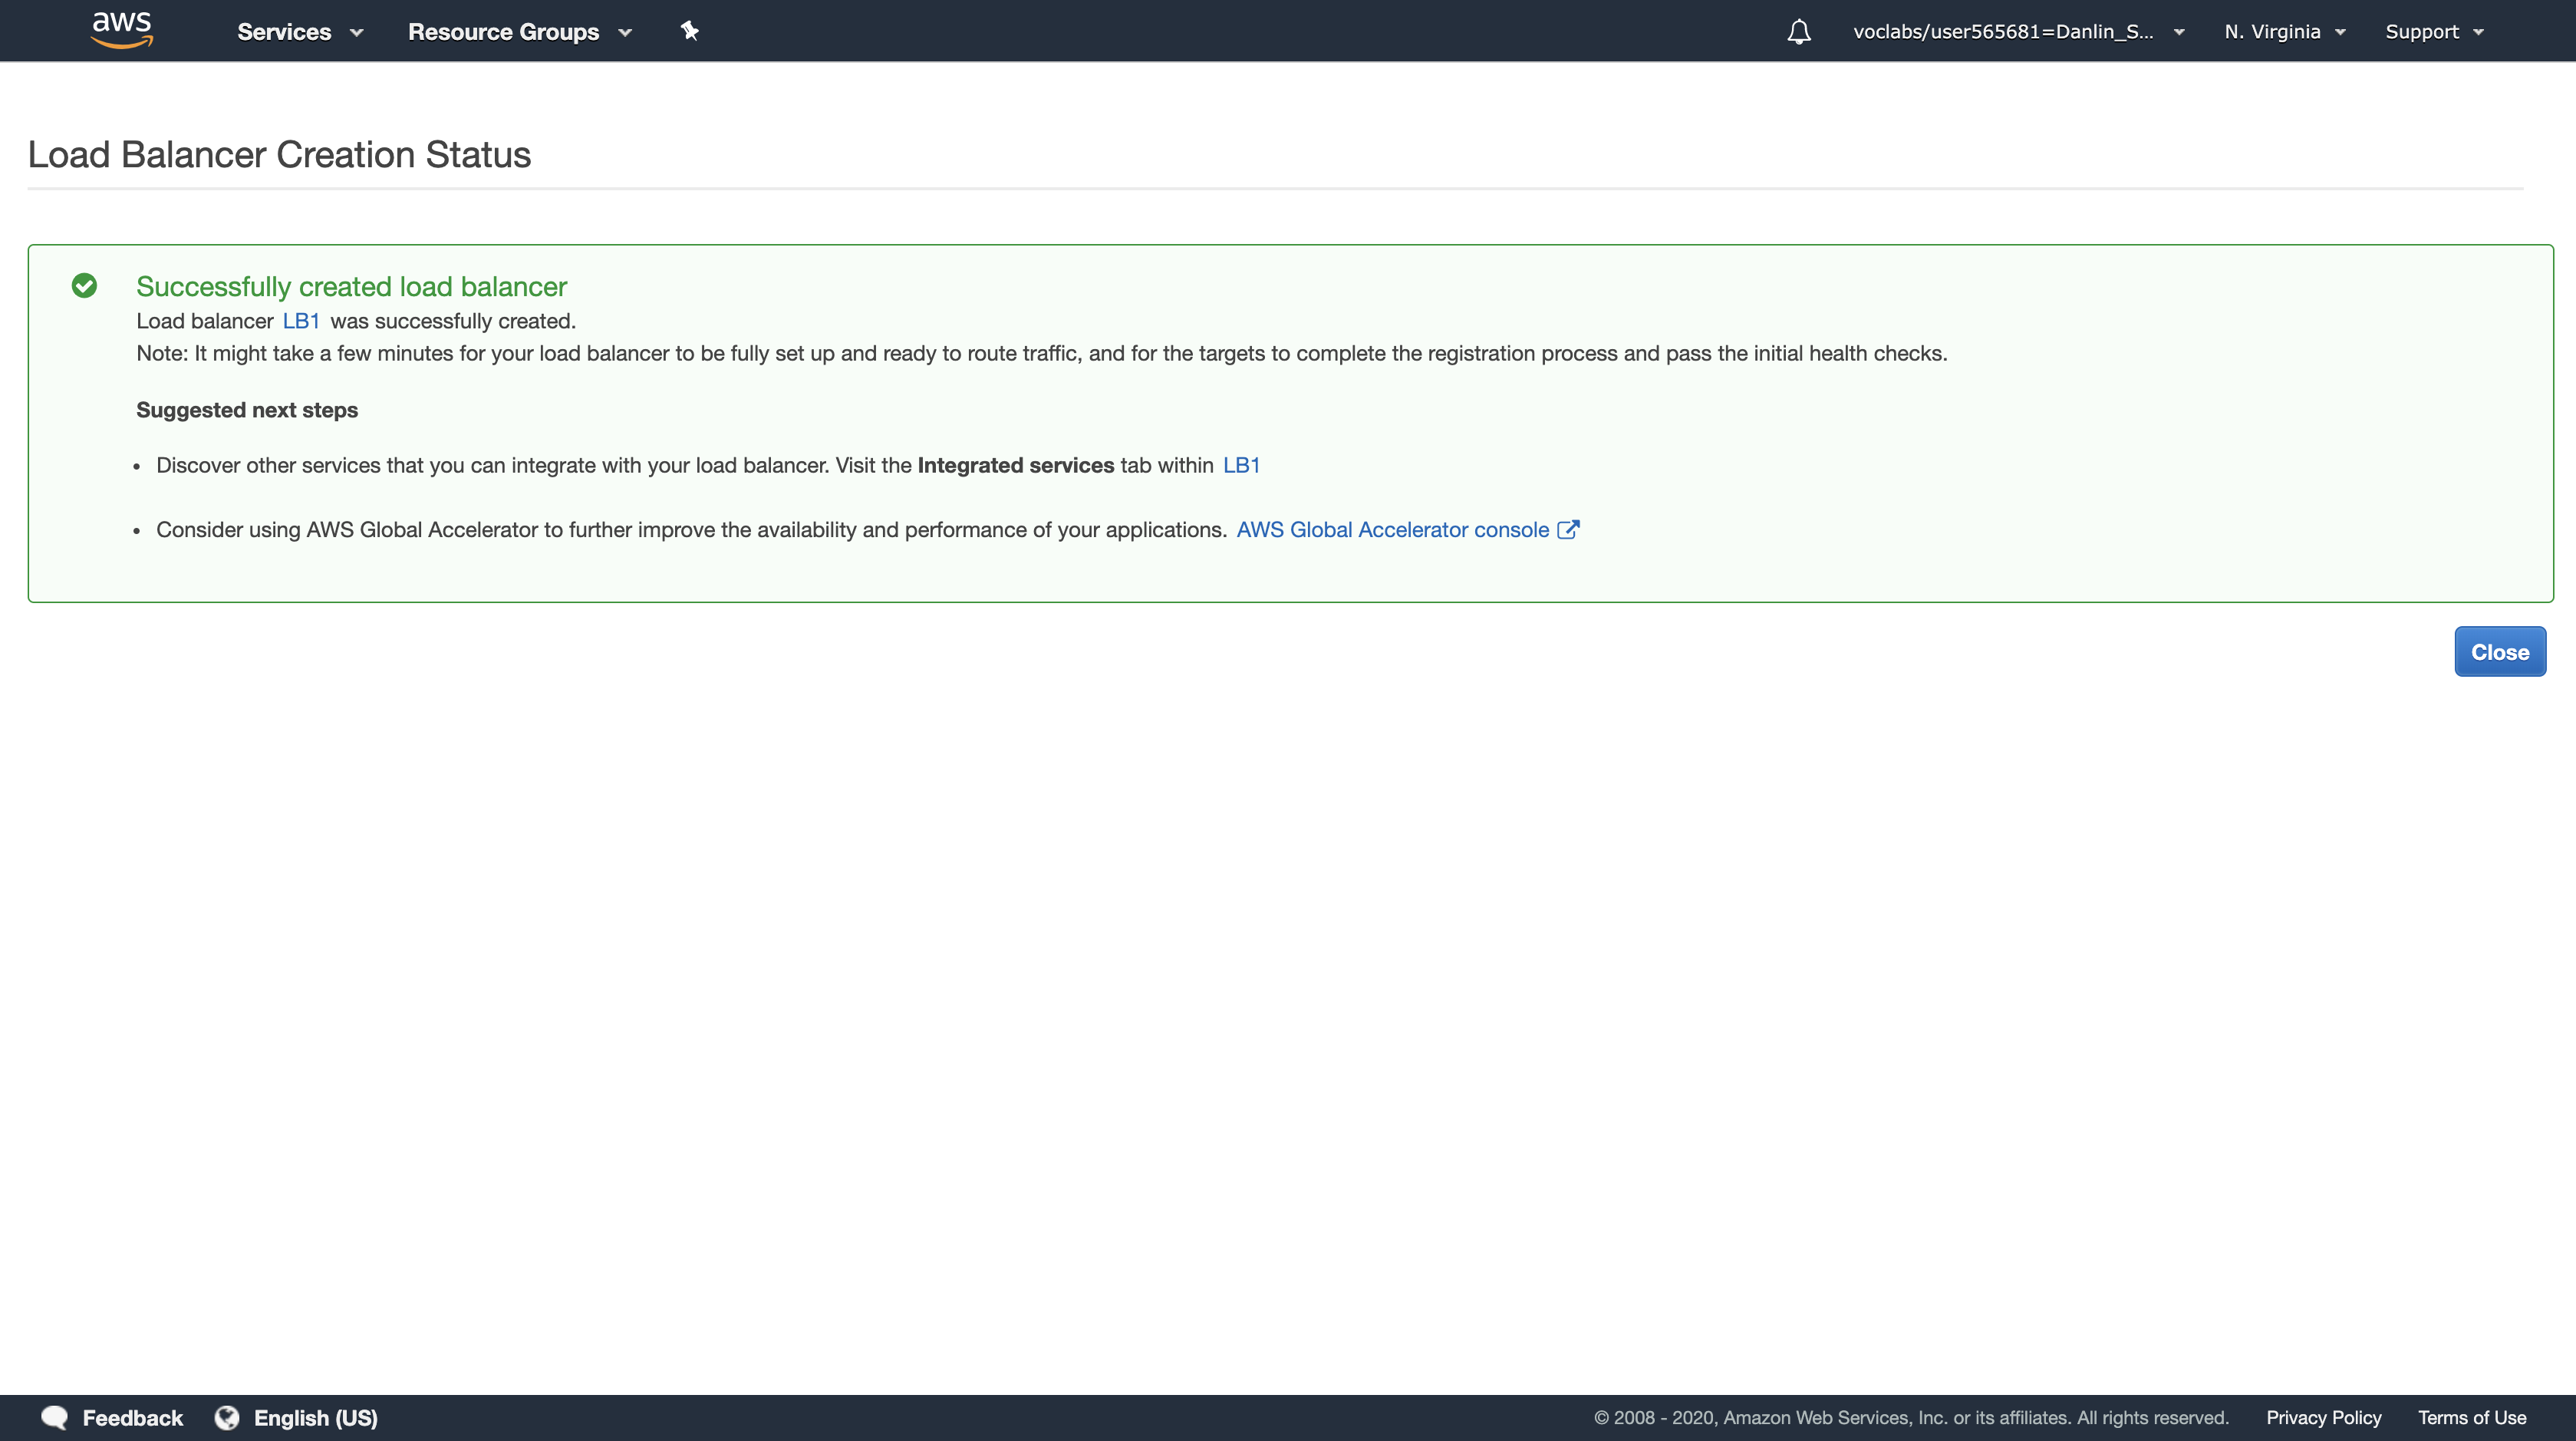 aws Services Resource Groups voclabs/user565681=Danlin_S... N. Virginia Support
Load Balancer Creation Status
Successfully created load balancer
Load balancer LB1 was successfully created.
Note: It might take a few minutes for your load balancer to be fully set up and ready to route traffic, and for the targets to complete the registration process and pass the initial health checks.
Suggested next steps
• Discover other services that you can integrate with your load balancer. Visit the Integrated services tab within LB1
• Consider using AWS Global Accelerator to further improve the availability and performance of your applications. AWS Global Accelerator console
Close
Feedback English (US) © 2008 - 2020, Amazon Web Services, Inc. or its affiliates. All rights reserved. Privacy Policy Terms of Use